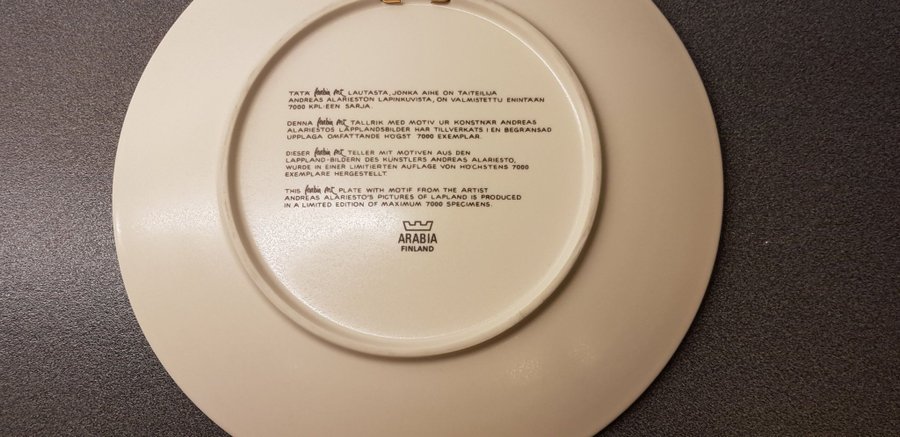 TÄTÄ Arabia Art LAUTASTA, JONKA AIHE ON TAITEILIJA
ANDREAS ALARIESTON LAPINKUVISTA, ON VALMISTETTU ENINTÄÄN
7000 KPL:EEN SARJA.
DENNA Arabia Art TALLRIK MED MOTIV UR KONSTNÄR ANDREAS
ALARIESTOS LAPPLANDSBILDER HAR TILLVERKATS I EN BEGRÄNSAD
UPPLAGA OMFATTANDE HÖGST 7000 EXEMPLAR.
DIESER Arabia Art TELLER MIT MOTIVEN AUS DEN
LAPPLAND-BILDERN DES KÜNSTLERS ANDREAS ALARIESTO,
WURDE IN EINER LIMITIERTEN AUFLAGE VON HÖCHSTENS 7000
EXEMPLARE HERGESTELLT.
THIS Arabia Art PLATE WITH MOTIF FROM THE ARTIST
ANDREAS ALARIESTO'S PICTURES OF LAPLAND IS PRODUCED
IN A LIMITED EDITION OF MAXIMUM 7000 SPECIMENS.
ARABIA
FINLAND